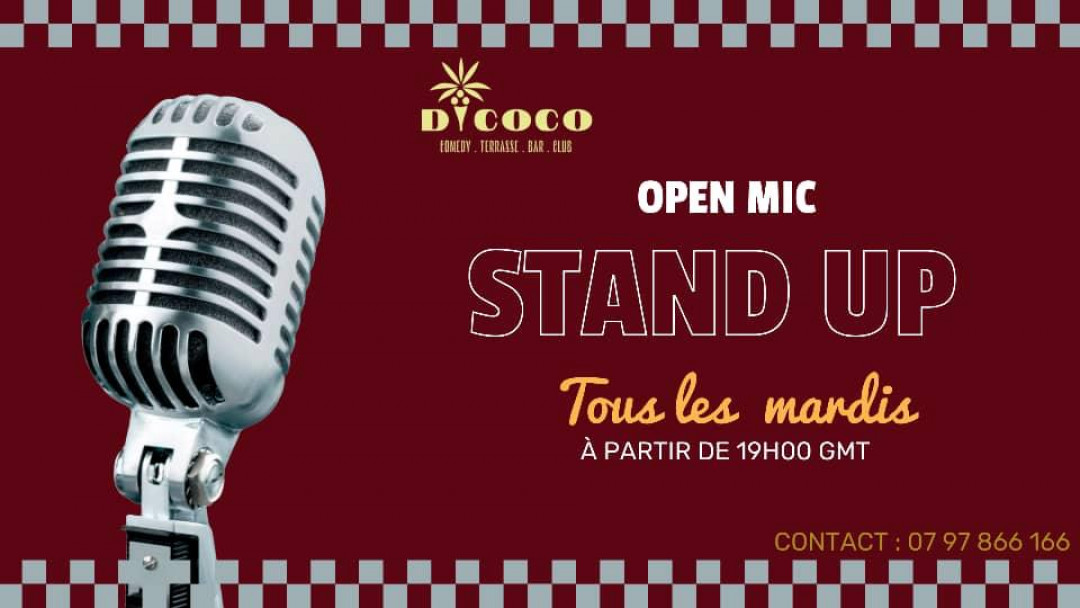 D'COCO
COMEDY . TERRASSE . BAR . CLUB
OPEN MIC
STAND UP
Tous les mardis
À PARTIR DE 19H00 GMT
CONTACT : 07 97 866 166